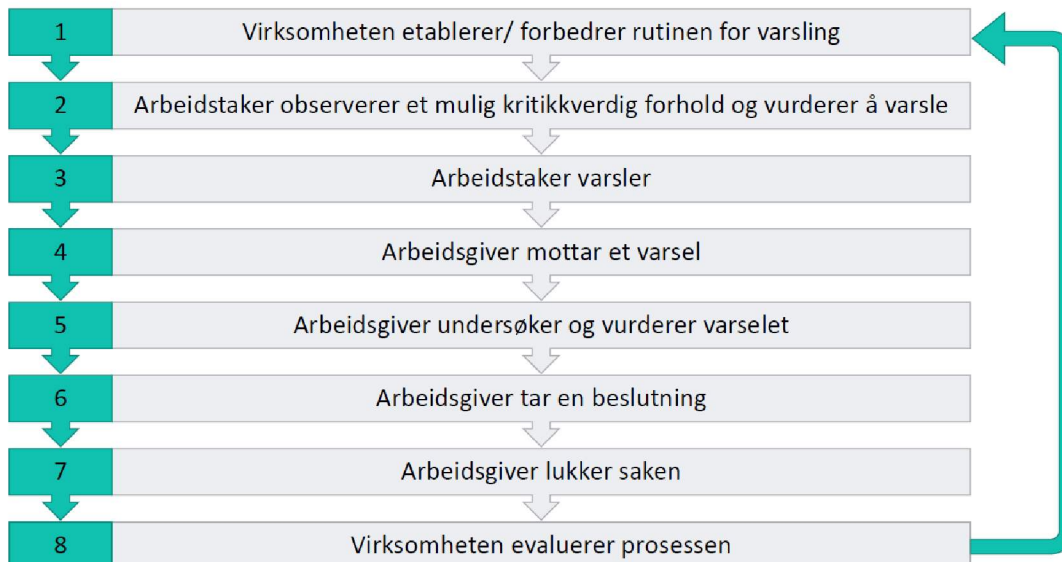 1 Virksomheten etablerer/ forbedrer rutinen for varsling
2 Arbeidstaker observerer et mulig kritikkverdig forhold og vurderer å varsle
3 Arbeidstaker varsler
4 Arbeidsgiver mottar et varsel
5 Arbeidsgiver undersøker og vurderer varselet
6 Arbeidsgiver tar en beslutning
7 Arbeidsgiver lukker saken
8 Virksomheten evaluerer prosessen